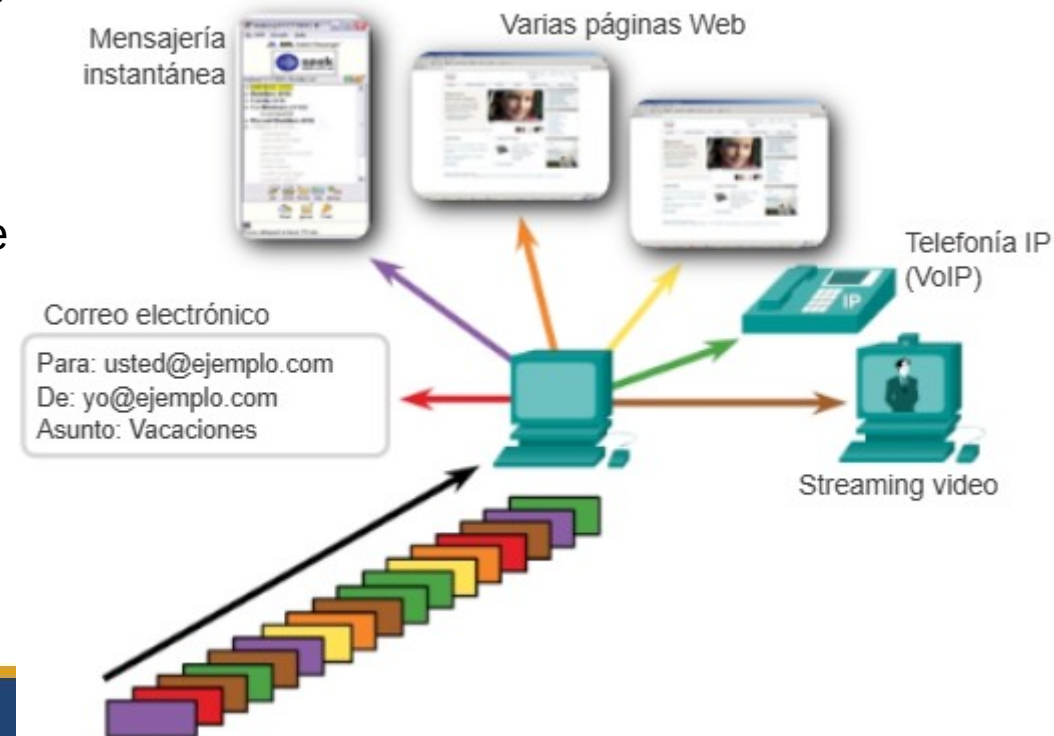 Mensajería
instantánea
Varias páginas Web
Telefonía IP
(VoIP)
IP
Correo electrónico
Para: usted@ejemplo.com
De: yo@ejemplo.com
Asunto: Vacaciones
Streaming video